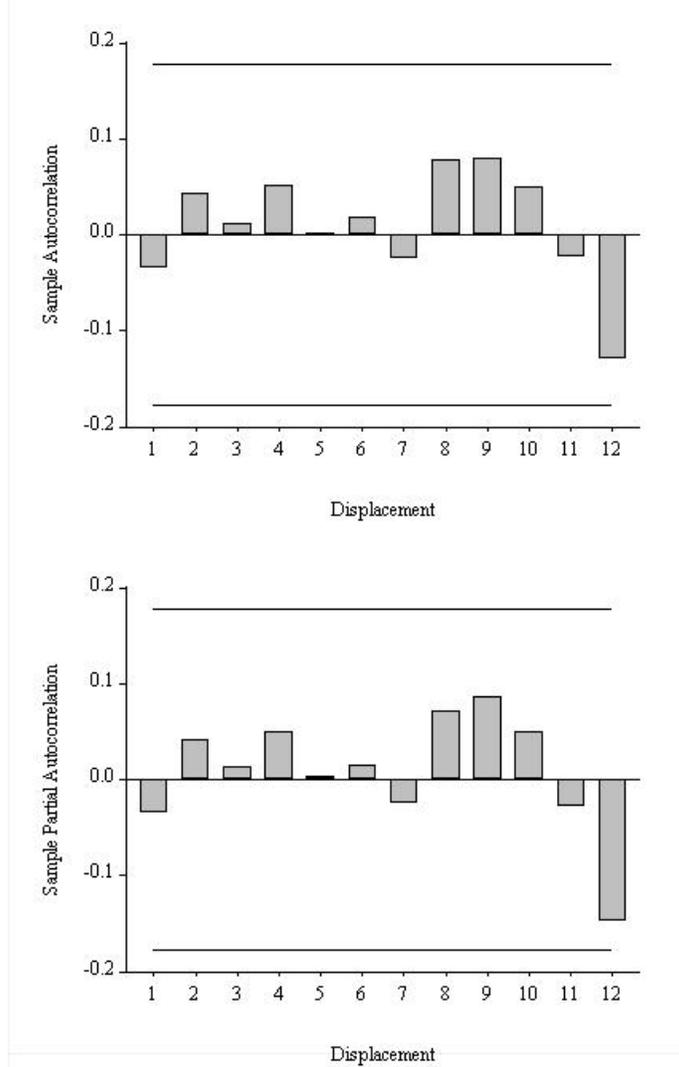 0.2
0.1
0.0
-0.1
-0.2
Sample Autocorrelation
1 2 3 4 5 6 7 8 9 10 11 12
Displacement
0.2
0.1
0.0
-0.1
-0.2
Sample Partial Autocorrelation
1 2 3 4 5 6 7 8 9 10 11 12
Displacement